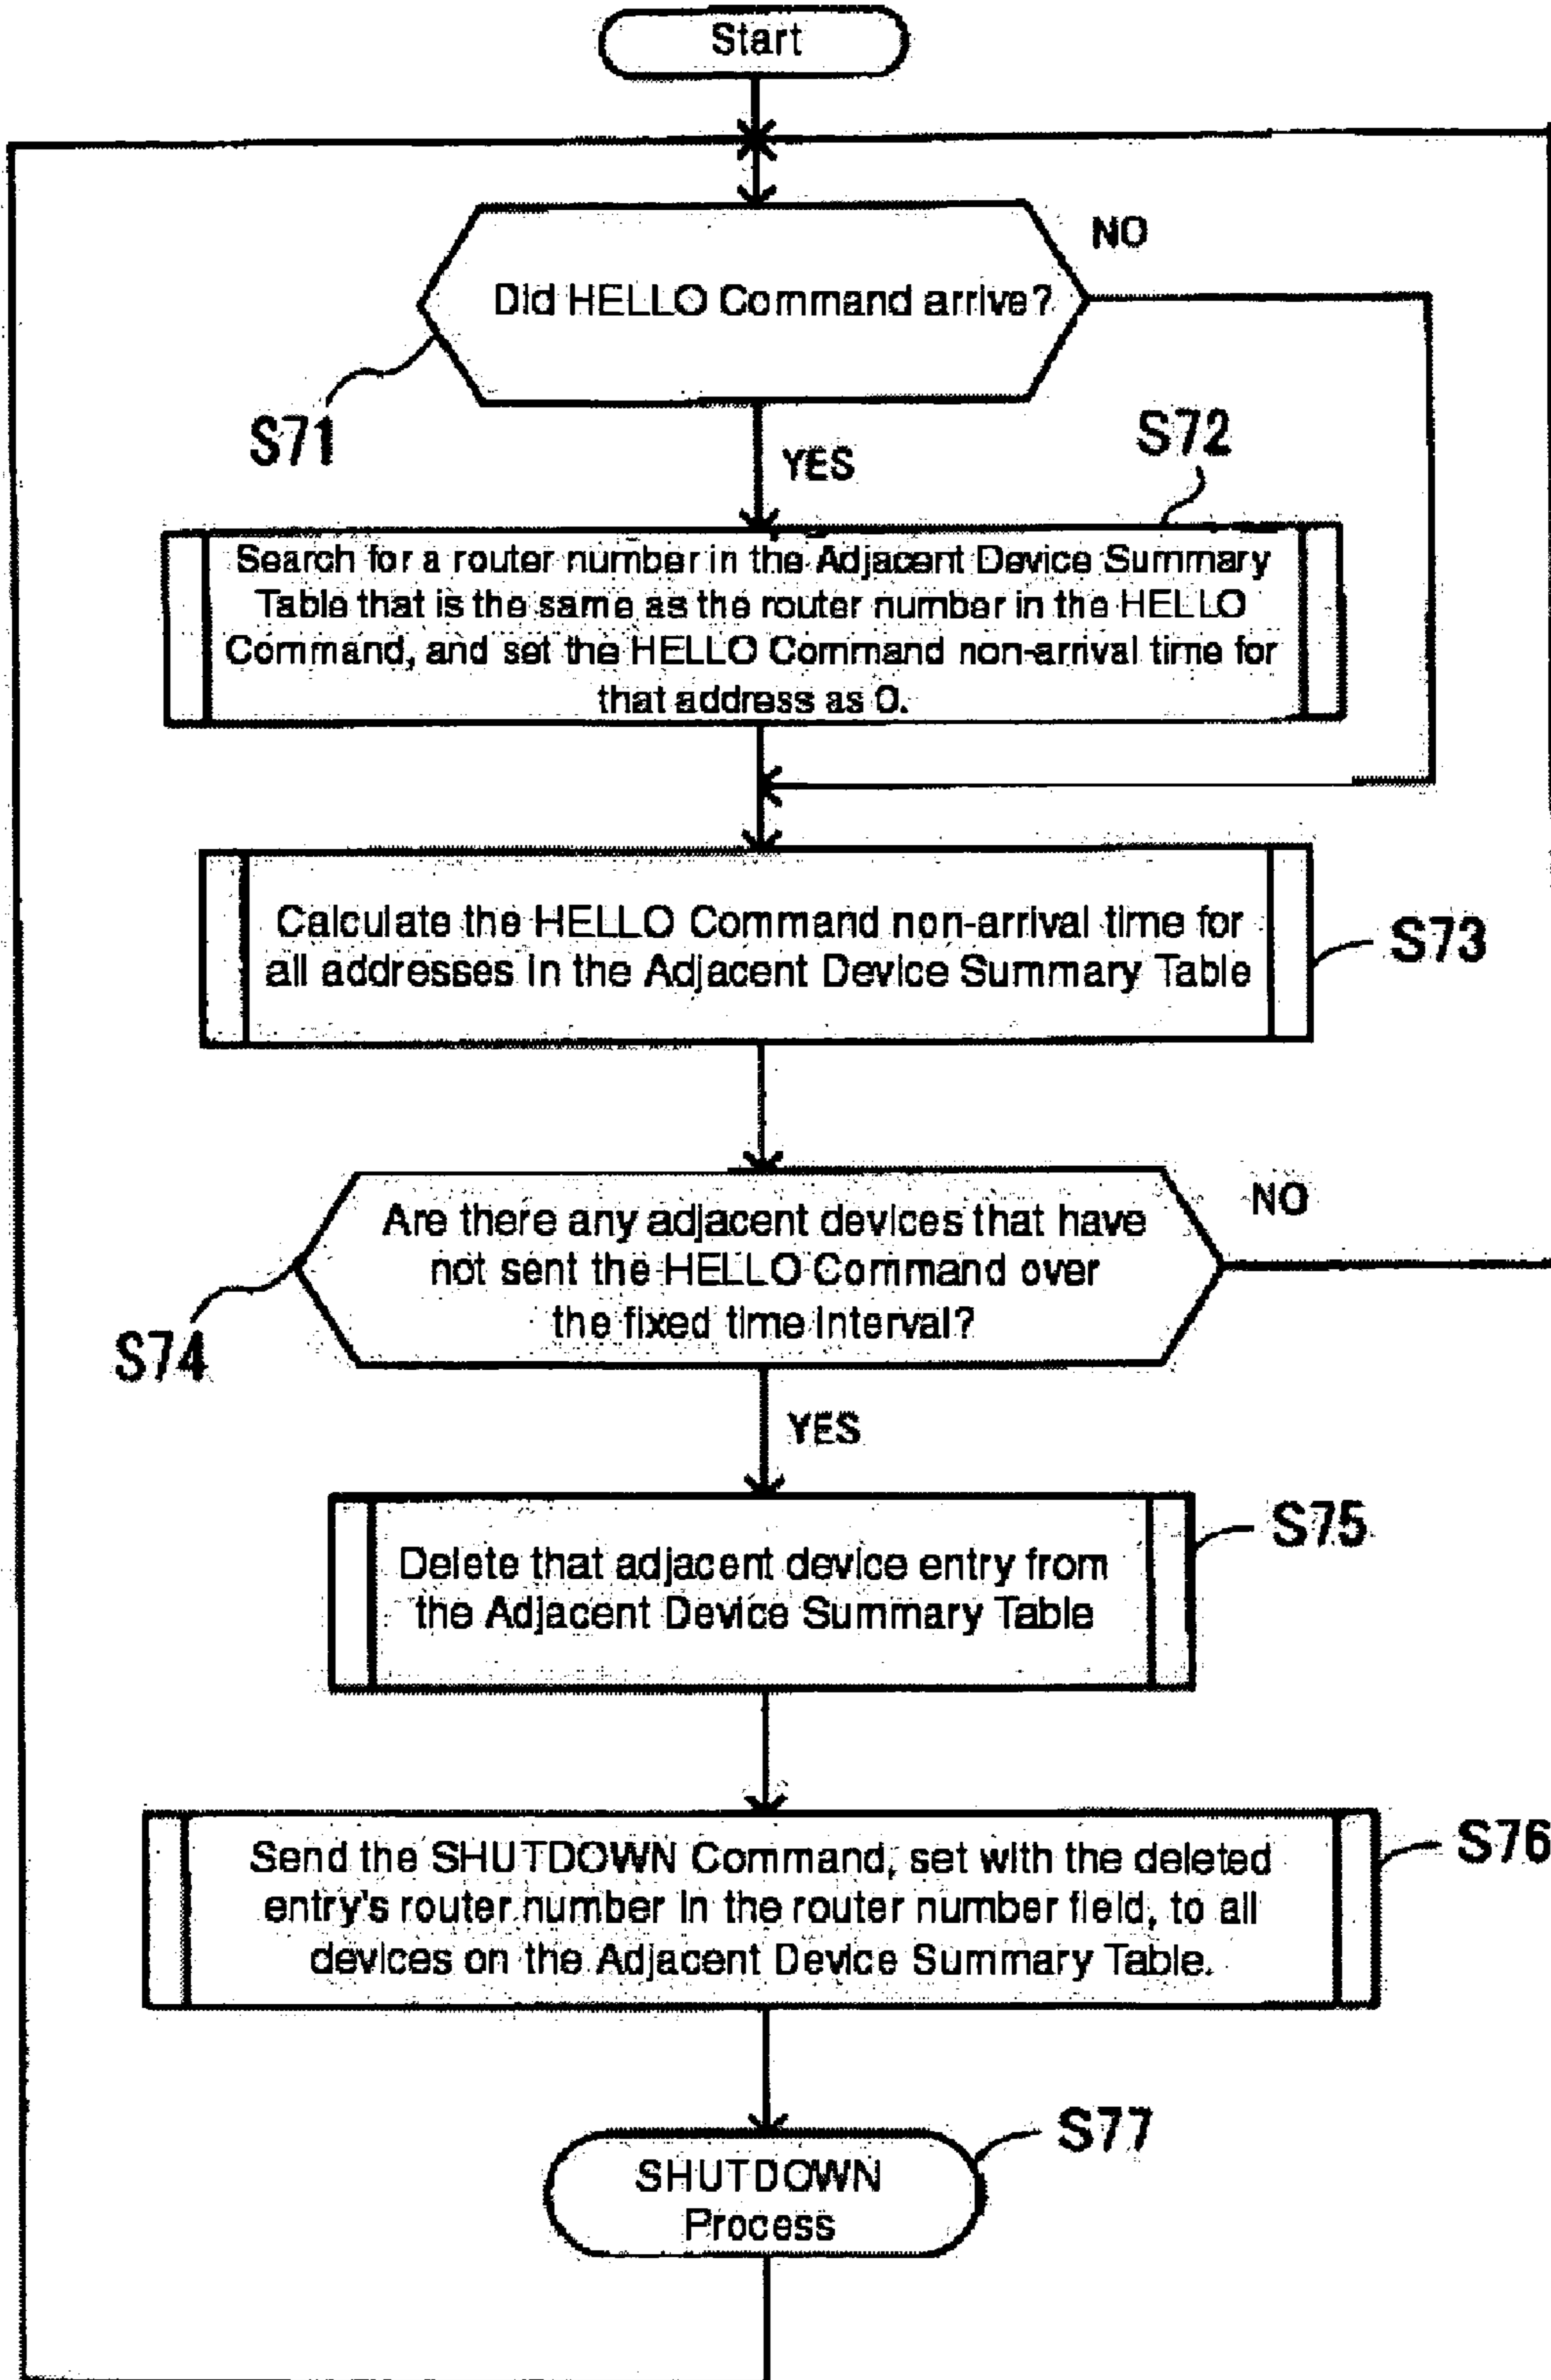 Start
NO
Did HELLO Command arrive?
S71
S72
YES
Search for a router number in the Adjacent Device Summary
Table that is the same as the router number in the HELLO
Command, and set the HELLO Command non-arrival time for
that address as 0.
Calculate the HELLO Command non-arrival time for
all addresses in the Adjacent Device Summary Table
S73
NO
Are there any adjacent devices that have
not sent the HELLO Command over
the fixed time interval?
S74
YES
S75
Delete that adjacent device entry from
the Adjacent Device Summary Table
S76
Send the SHUTDOWN Command, set with the deleted
entry's router number in the router number field, to all
devices on the Adjacent Device Summary Table.
S77
SHUTDOWN
Process